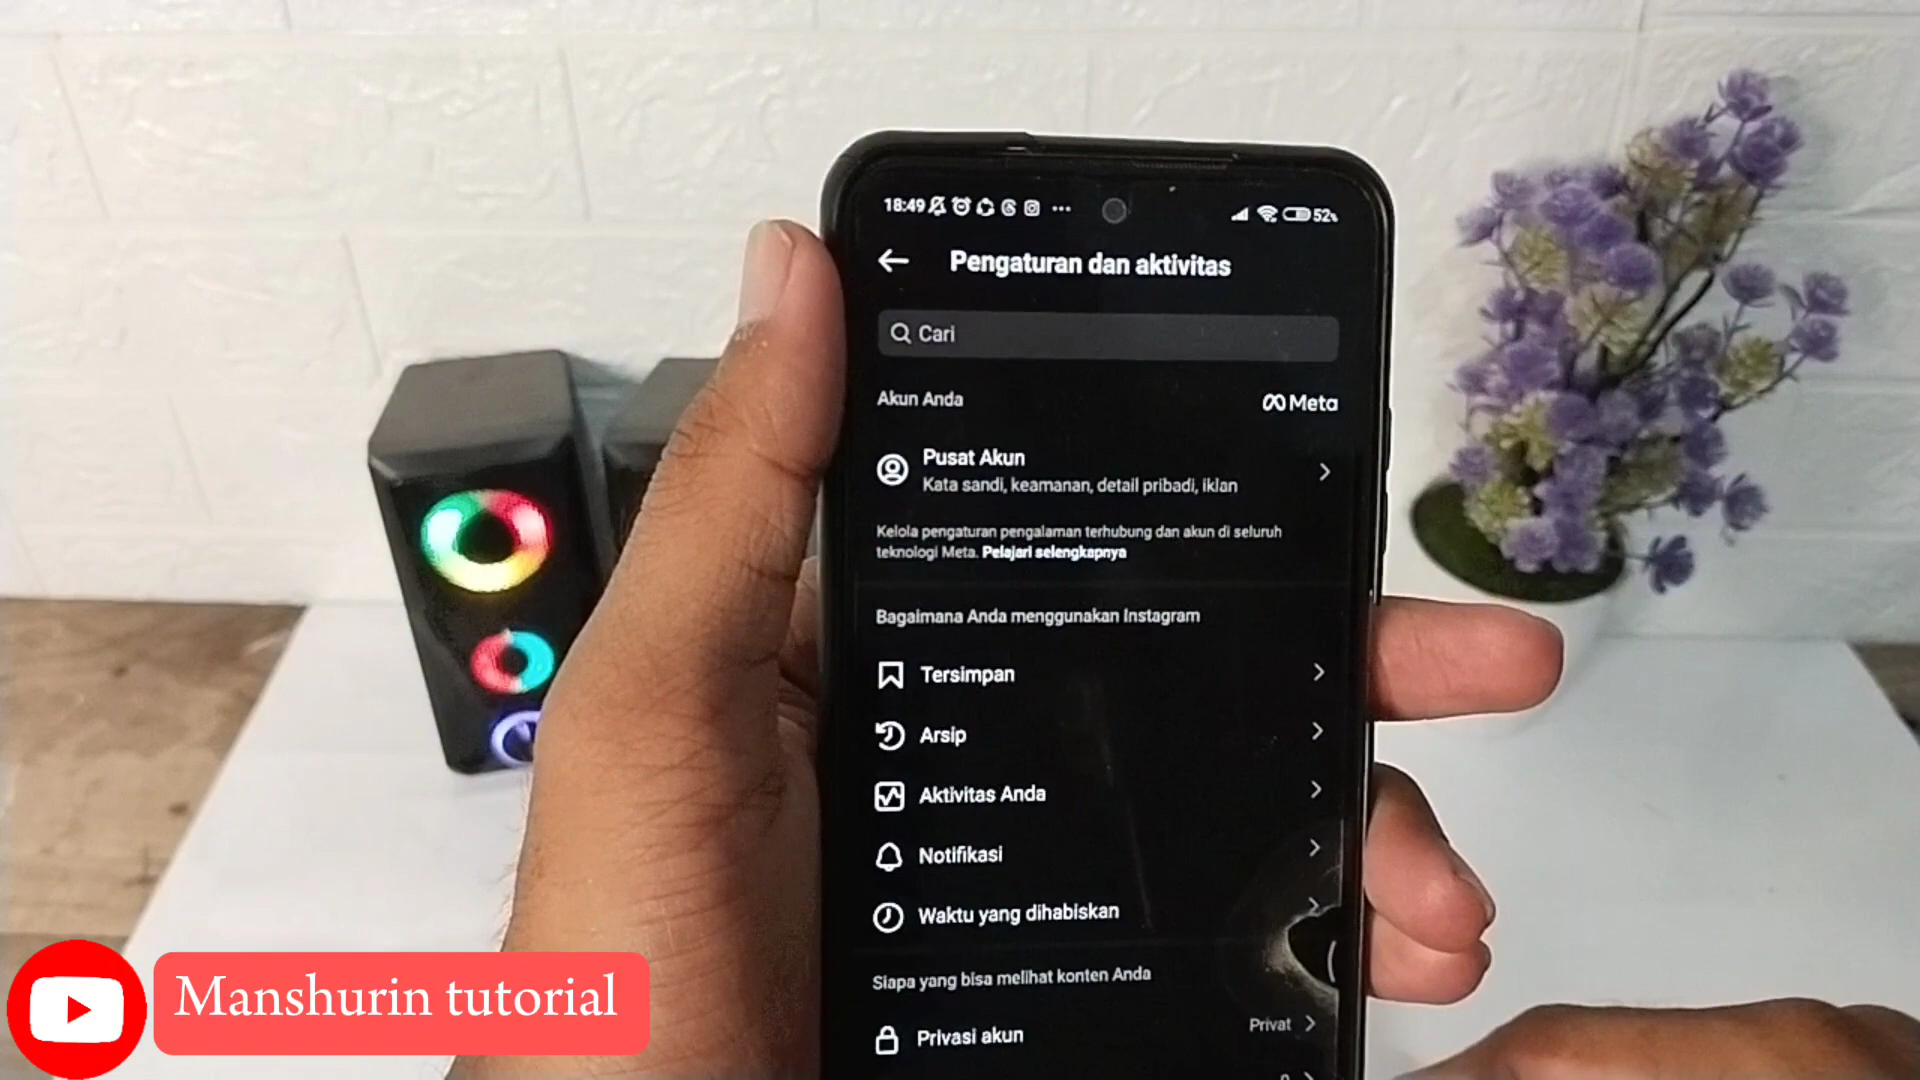 18:49
52%
Pengaturan dan aktivitas
Cari
Akun Anda
Meta
Pusat Akun
Kata sandi, keamanan, detail pribadi, iklan
Kelola pengaturan pengalaman terhubung dan akun di seluruh
teknologi Meta. Pelajari selengkapnya
Bagaimana Anda menggunakan Instagram
Tersimpan
Arsip
Aktivitas Anda
Notifikasi
Waktu yang dihabiskan
Siapa yang bisa melihat konten Anda
Privasi akun
Privat
Manshurin tutorial